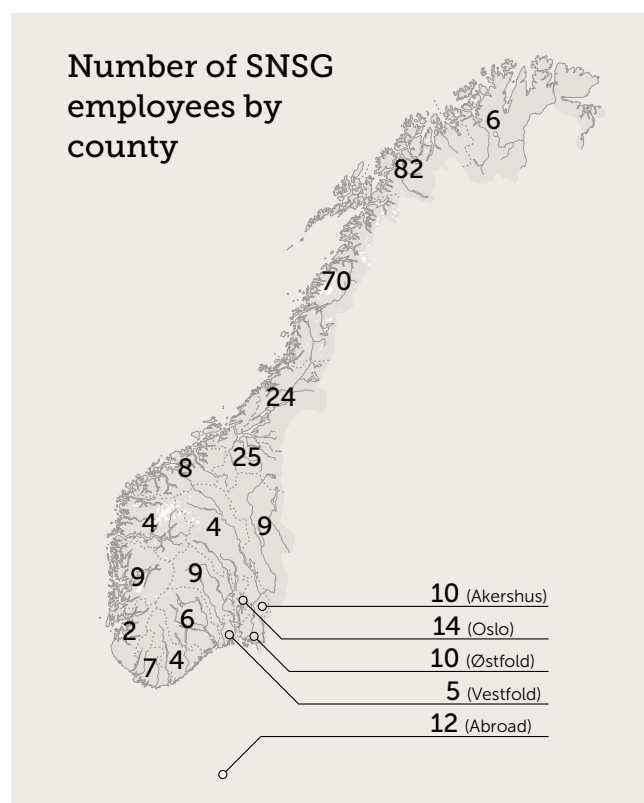 Number of SNSG
employees by
county
6
82
70
24
25
8
4
4
9
9
9
6
2
4
7
10 (Akershus)
14 (Oslo)
10 (Østfold)
5 (Vestfold)
12 (Abroad)